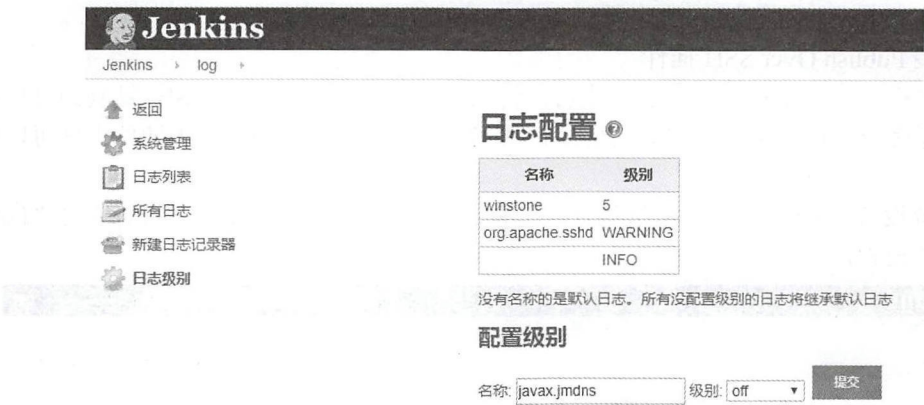 Jenkins
Jenkins log
返回
系统管理
日志列表
所有日志
新建日志记录器
日志级别
日志配置
名称 级别
winstone 5
org.apache.sshd WARNING
INFO
没有名称的是默认日志。所有没配置级别的日志将继承默认日志
配置级别
名称: javax.jmdns 级别: off 提交